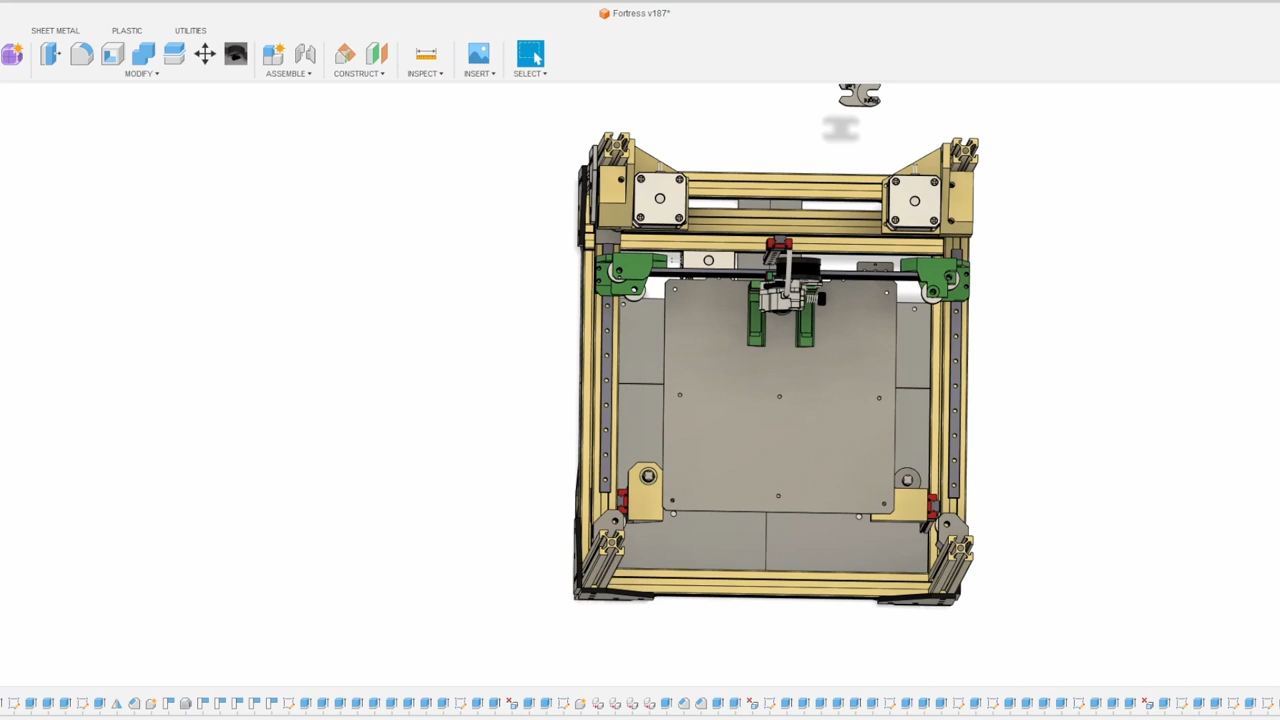 Fortress v187*
SHEET METAL PLASTIC UTILITIES
MODIFY ASSEMBLE CONSTRUCT INSPECT INSERT SELECT